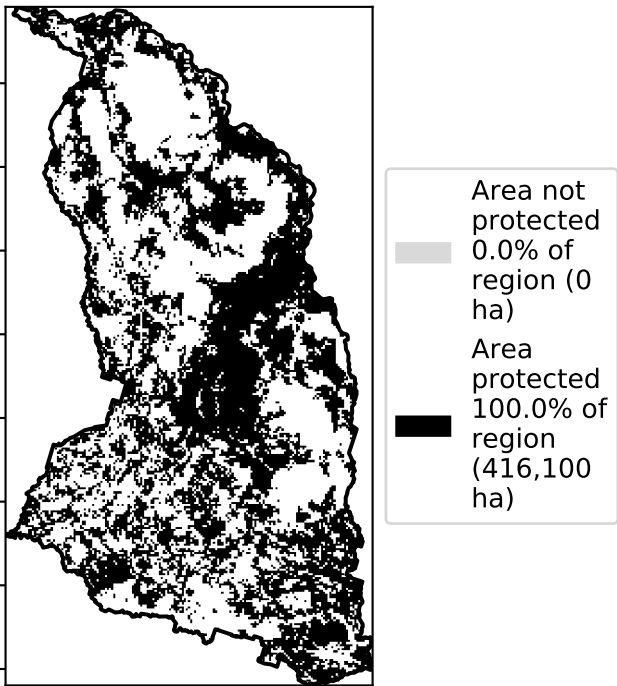 Area not
protected
0.0% of
region (0
ha)
Area
protected
100.0% of
region
(416,100
ha)